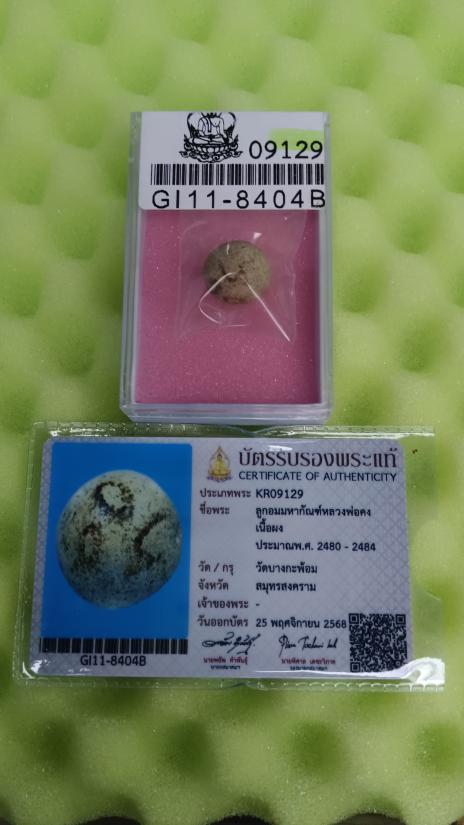 09129
GI11-8404B
บัตรรับรองพระแท้
CERTIFICATE OF AUTHENTICITY
ประเภทพระ KR09129
ชื่อพระ ลูกอมมหากัณฑ์หลวงพ่อคง
เนื้อผง
ประมาณพ.ศ. 2480 - 2484
วัด / กรุ วัดบางกะพ้อม
จังหวัด สมุทรสงคราม
เจ้าของพระ -
วันออกบัตร 25 พฤศจิกายน 2568
GI11-8404B